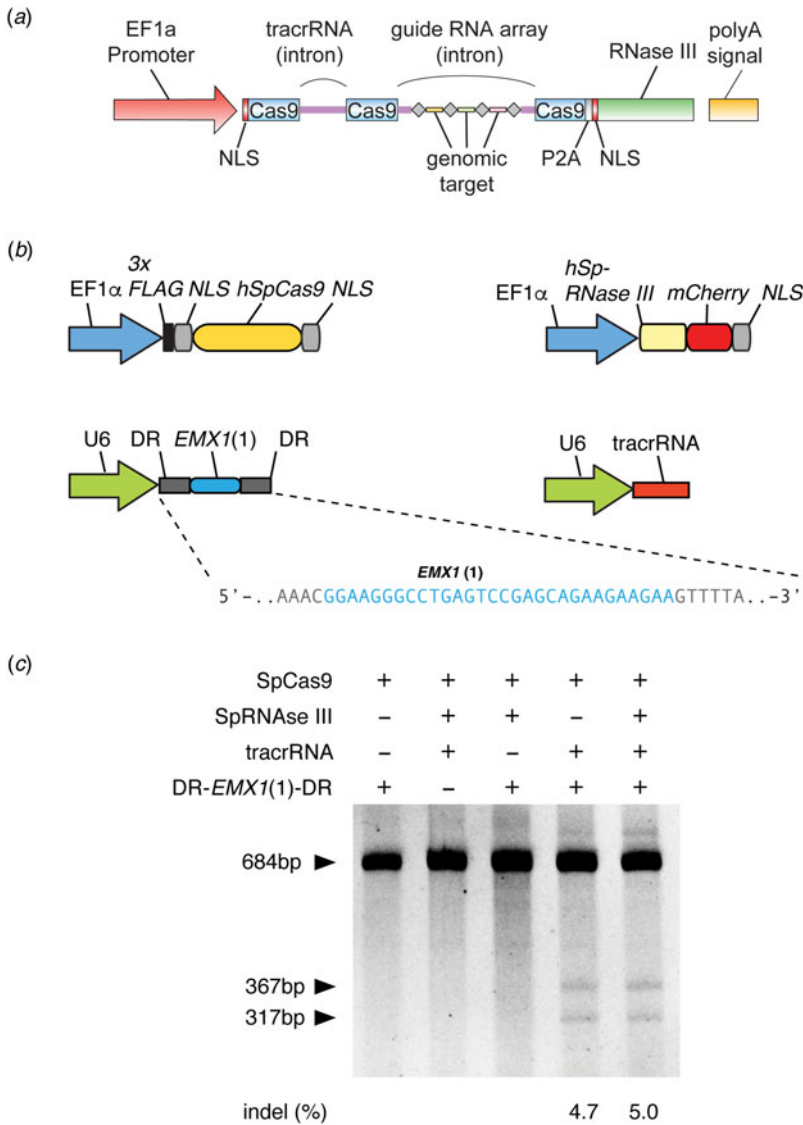 (a)
EF1a
Promoter
tracrRNA
(intron)
guide RNA array
(intron)
RNase III
polyA
signal
Cas9
Cas9
Cas9
NLS
genomic
target
P2A
NLS
(b)
EF1α
3x
FLAG NLS hSpCas9 NLS
EF1α
hSp-
RNase III mCherry NLS
U6 DR EMX1(1) DR
U6 tracrRNA
EMX1 (1)
5'–..AAACGGAAGGGCCTGAGTCCGAGCAGAAGAAGAAGTTTTA..–3'
(c)
SpCas9 + + + + +
SpRNAse III – + + – +
tracrRNA – + – + +
DR-EMX1(1)-DR + – + + +
684bp
367bp
317bp
indel (%) 4.7 5.0